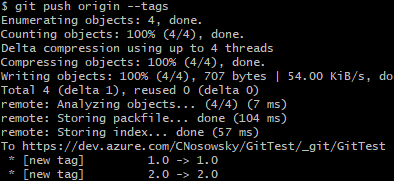 $ git push origin --tags
Enumerating objects: 4, done.
Counting objects: 100% (4/4), done.
Delta compression using up to 4 threads
Compressing objects: 100% (4/4), done.
Writing objects: 100% (4/4), 707 bytes | 54.00 KiB/s, do
Total 4 (delta 1), reused 0 (delta 0)
remote: Analyzing objects... (4/4) (7 ms)
remote: Storing packfile... done (104 ms)
remote: Storing index... done (57 ms)
To https://dev.azure.com/CNosowsky/GitTest/_git/GitTest
 * [new tag]         1.0 -> 1.0
 * [new tag]         2.0 -> 2.0